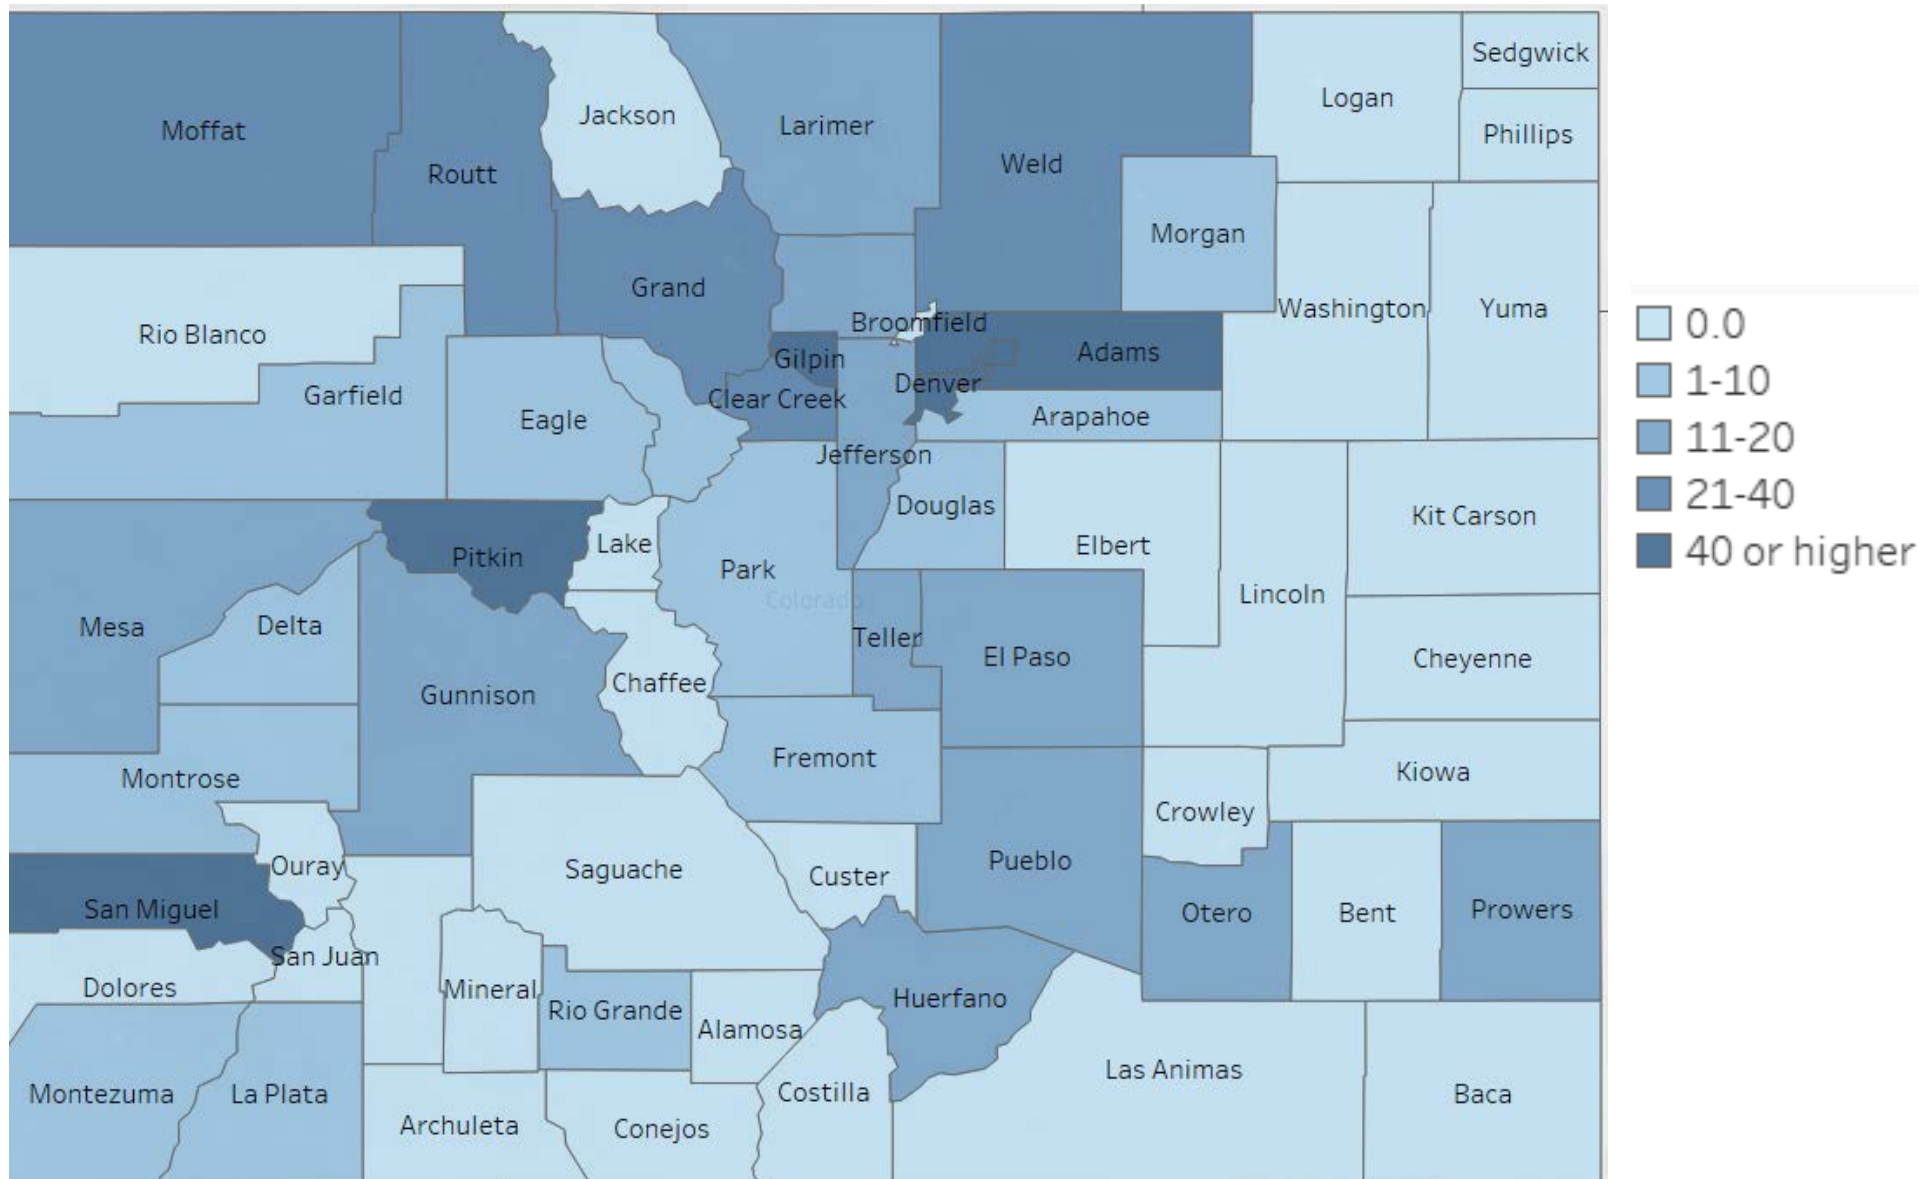 Sedgwick
Logan
Jackson
Larimer
Moffat
Phillips
Weld
Routt
Morgan
Grand
Washington
Yuma
Broomfield
Rio Blanco
Gilpin
Adams
Denver
Garfield
Clear Creek
Arapahoe
Eagle
Jefferson
Douglas
Kit Carson
Lake
Elbert
Pitkin
Park
Lincoln
Colorado
Mesa
Delta
Teller
El Paso
Cheyenne
Chaffee
Gunnison
Fremont
Kiowa
Montrose
Crowley
Pueblo
Ouray
Saguache
Custer
San Miguel
Otero
Bent
Prowers
San Juan
Dolores
Mineral
Huerfano
Rio Grande
Alamosa
Las Animas
Montezuma
La Plata
Costilla
Baca
Archuleta
Conejos
0.0
1-10
11-20
21-40
40 or higher